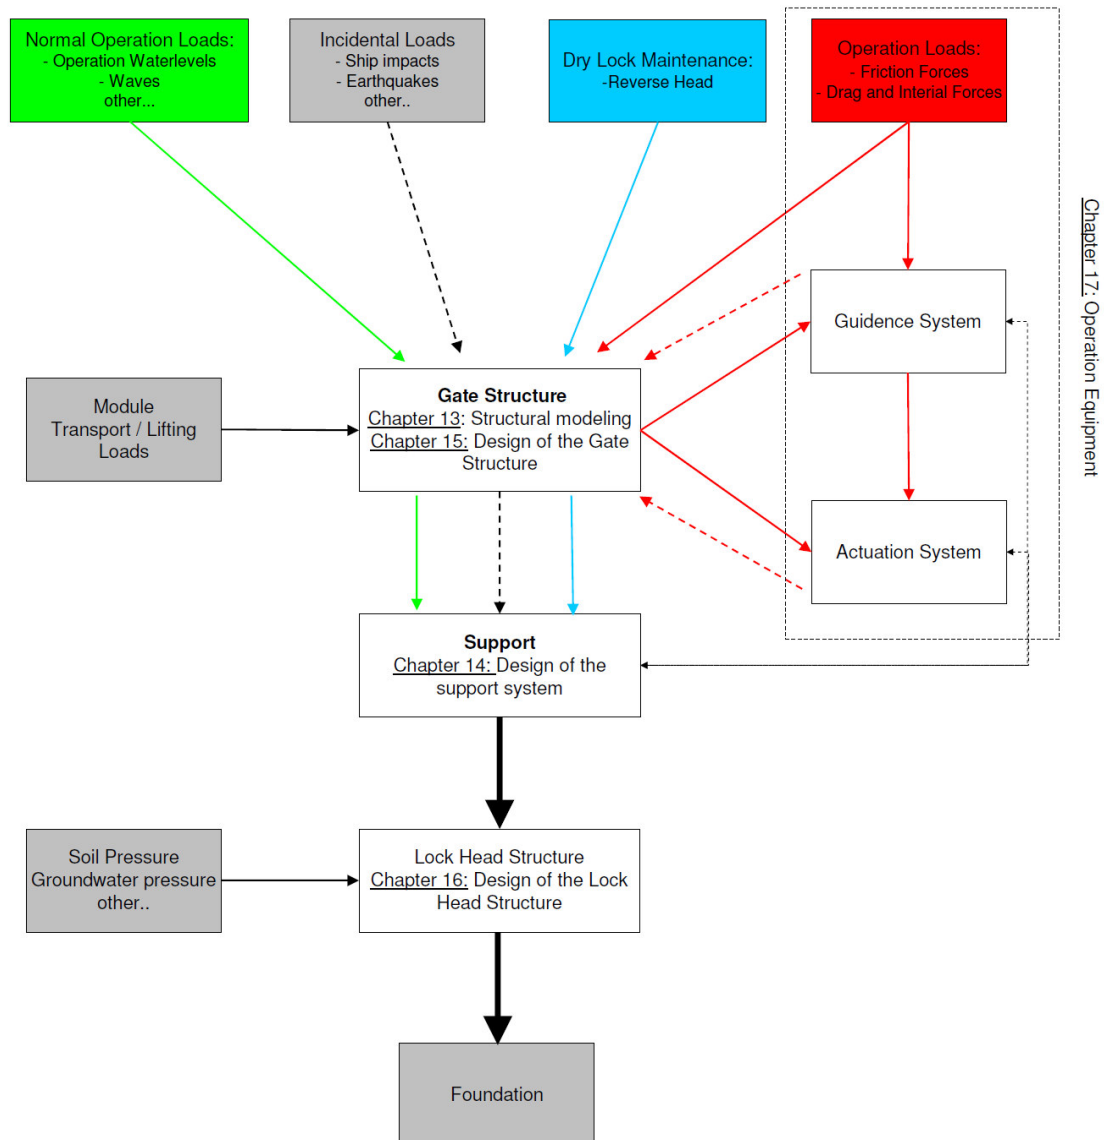 Normal Operation Loads:
- Operation Waterlevels
- Waves
other...
Incidental Loads
- Ship impacts
- Earthquakes
other..
Dry Lock Maintenance:
-Reverse Head
Operation Loads:
- Friction Forces
- Drag and Interial Forces
Chapter 17: Operation Equipment
Guidence System
Module
Transport / Lifting
Loads
Gate Structure
Chapter 13: Structural modeling
Chapter 15: Design of the Gate
Structure
Actuation System
Support
Chapter 14: Design of the
support system
Soil Pressure
Groundwater pressure
other..
Lock Head Structure
Chapter 16: Design of the Lock
Head Structure
Foundation